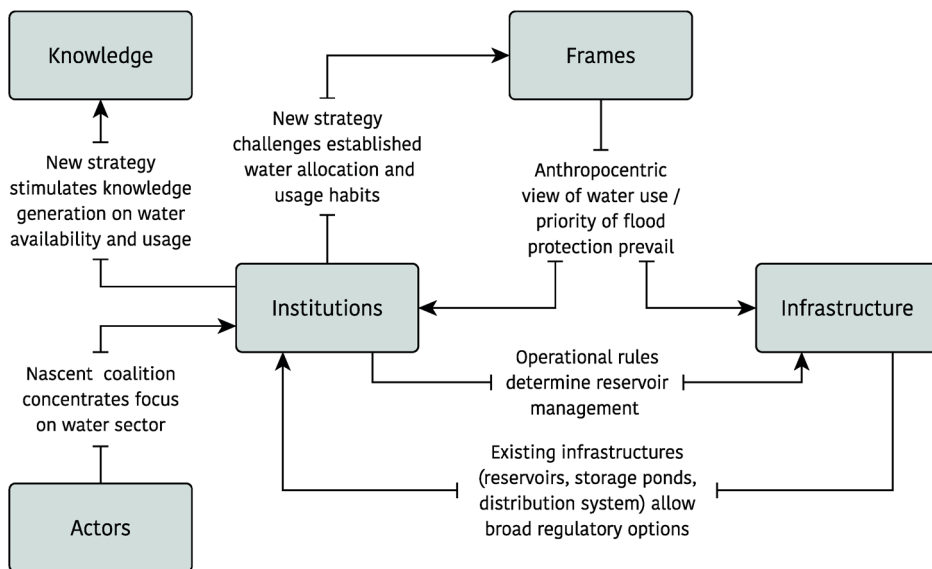 Knowledge
Frames
New strategy
stimulates knowledge
generation on water
availability and usage
New strategy
challenges established
water allocation and
usage habits
Anthropocentric
view of water use /
priority of flood
protection prevail
Institutions
Infrastructure
Nascent coalition
concentrates focus
on water sector
Operational rules
determine reservoir
management
Existing infrastructures
(reservoirs, storage ponds,
distribution system) allow
broad regulatory options
Actors